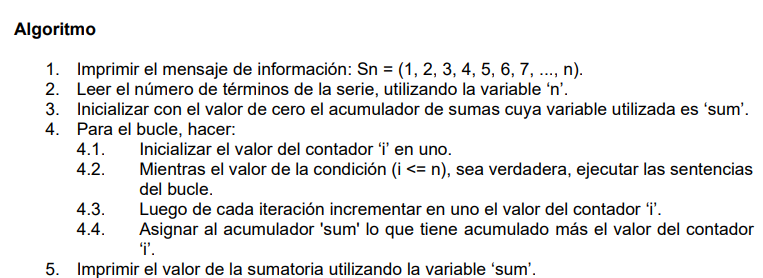 Algoritmo
1. Imprimir el mensaje de información: Sn = (1, 2, 3, 4, 5, 6, 7, ..., n).
2. Leer el número de términos de la serie, utilizando la variable ‘n’.
3. Inicializar con el valor de cero el acumulador de sumas cuya variable utilizada es ‘sum’.
4. Para el bucle, hacer:
4.1. Inicializar el valor del contador ‘i’ en uno.
4.2. Mientras el valor de la condición (i <= n), sea verdadera, ejecutar las sentencias
del bucle.
4.3. Luego de cada iteración incrementar en uno el valor del contador ‘i’.
4.4. Asignar al acumulador 'sum' lo que tiene acumulado más el valor del contador
‘i’.
5. Imprimir el valor de la sumatoria utilizando la variable ‘sum’.